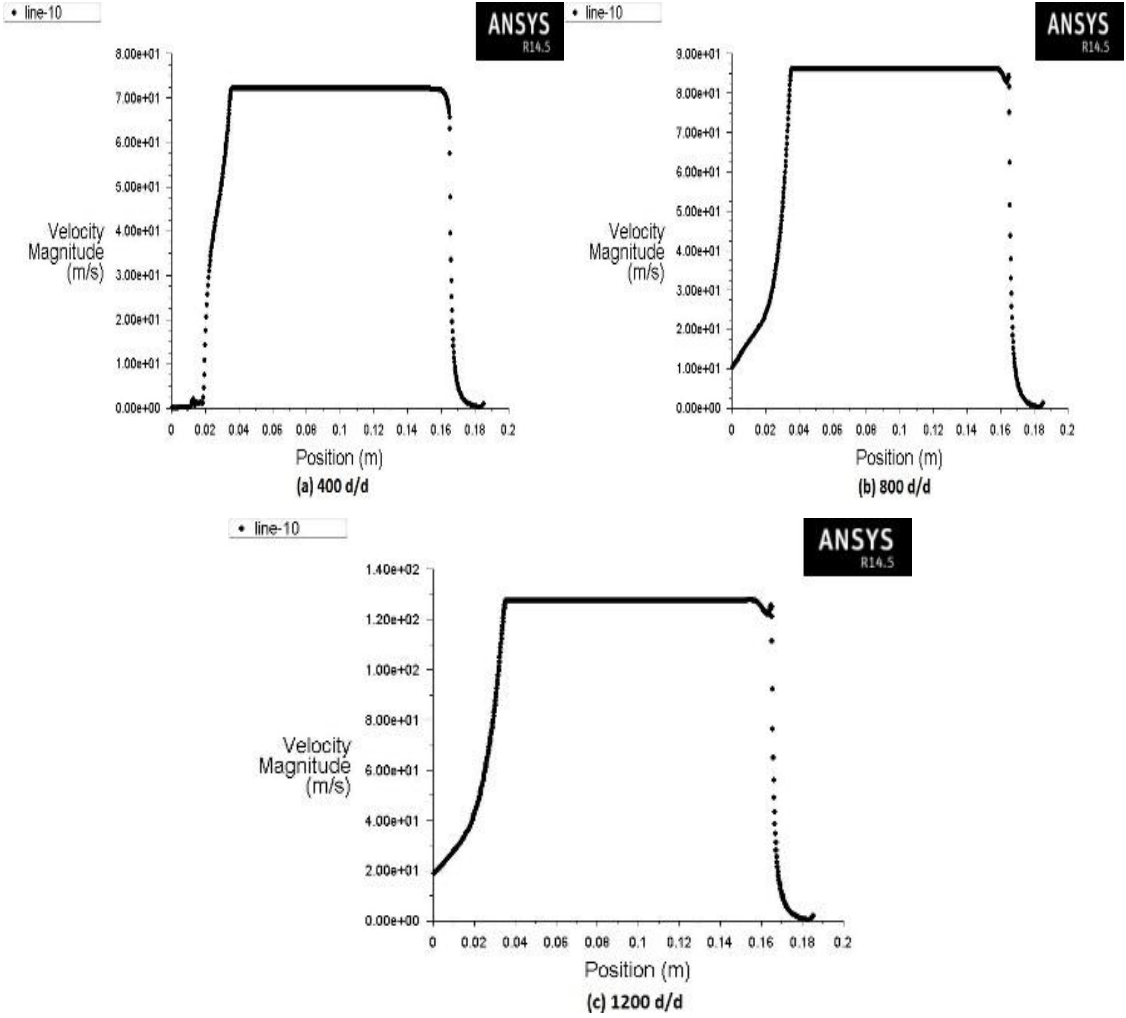 line-10
ANSYS
R14.5
8.00e+01
7.00e+01
6.00e+01
5.00e+01
4.00e+01
3.00e+01
2.00e+01
1.00e+01
0.00e+00
Velocity
Magnitude
(m/s)
0 0.02 0.04 0.06 0.08 0.1 0.12 0.14 0.16 0.18 0.2
Position (m)
(a) 400 d/d
line-10
ANSYS
R14.5
9.00e+01
8.00e+01
7.00e+01
6.00e+01
5.00e+01
4.00e+01
3.00e+01
2.00e+01
1.00e+01
0.00e+00
Velocity
Magnitude
(m/s)
0 0.02 0.04 0.06 0.08 0.1 0.12 0.14 0.16 0.18 0.2
Position (m)
(b) 800 d/d
line-10
ANSYS
R14.5
1.40e+02
1.20e+02
1.00e+02
8.00e+01
6.00e+01
4.00e+01
2.00e+01
0.00e+00
Velocity
Magnitude
(m/s)
0 0.02 0.04 0.06 0.08 0.1 0.12 0.14 0.16 0.18 0.2
Position (m)
(c) 1200 d/d